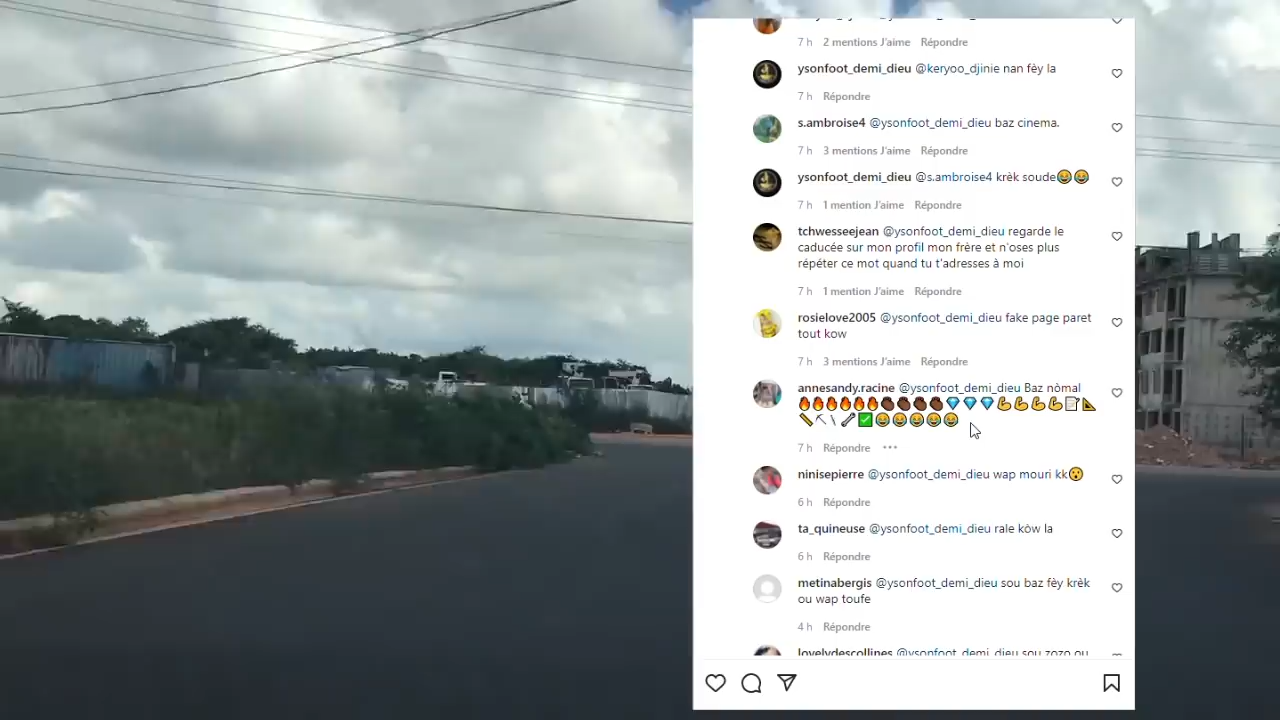 7 h 2 mentions J'aime Répondre
ysonfoot_demi_dieu @keryoo_djinie nan fèy la
7 h Répondre
s.ambroise4 @ysonfoot_demi_dieu baz cinema.
7 h 3 mentions J'aime Répondre
ysonfoot_demi_dieu @s.ambroise4 krèk soude😂😂
7 h 1 mention J'aime Répondre
tchwesseejean @ysonfoot_demi_dieu regarde le
caducée sur mon profil mon frère et n'oses plus
répéter ce mot quand tu t'adresses à moi
7 h 1 mention J'aime Répondre
rosielove2005 @ysonfoot_demi_dieu fake page paret
tout kow
7 h 3 mentions J'aime Répondre
annesandy.racine @ysonfoot_demi_dieu Baz nòmal
7 h Répondre
ninisepierre @ysonfoot_demi_dieu wap mouri kk😯
6 h Répondre
ta_quineuse @ysonfoot_demi_dieu rale kòw la
6 h Répondre
metinabergis @ysonfoot_demi_dieu sou baz fèy krèk
ou wap toufe
4 h Répondre
lovelydescollines @ysonfoot_demi_dieu sou zozo ou